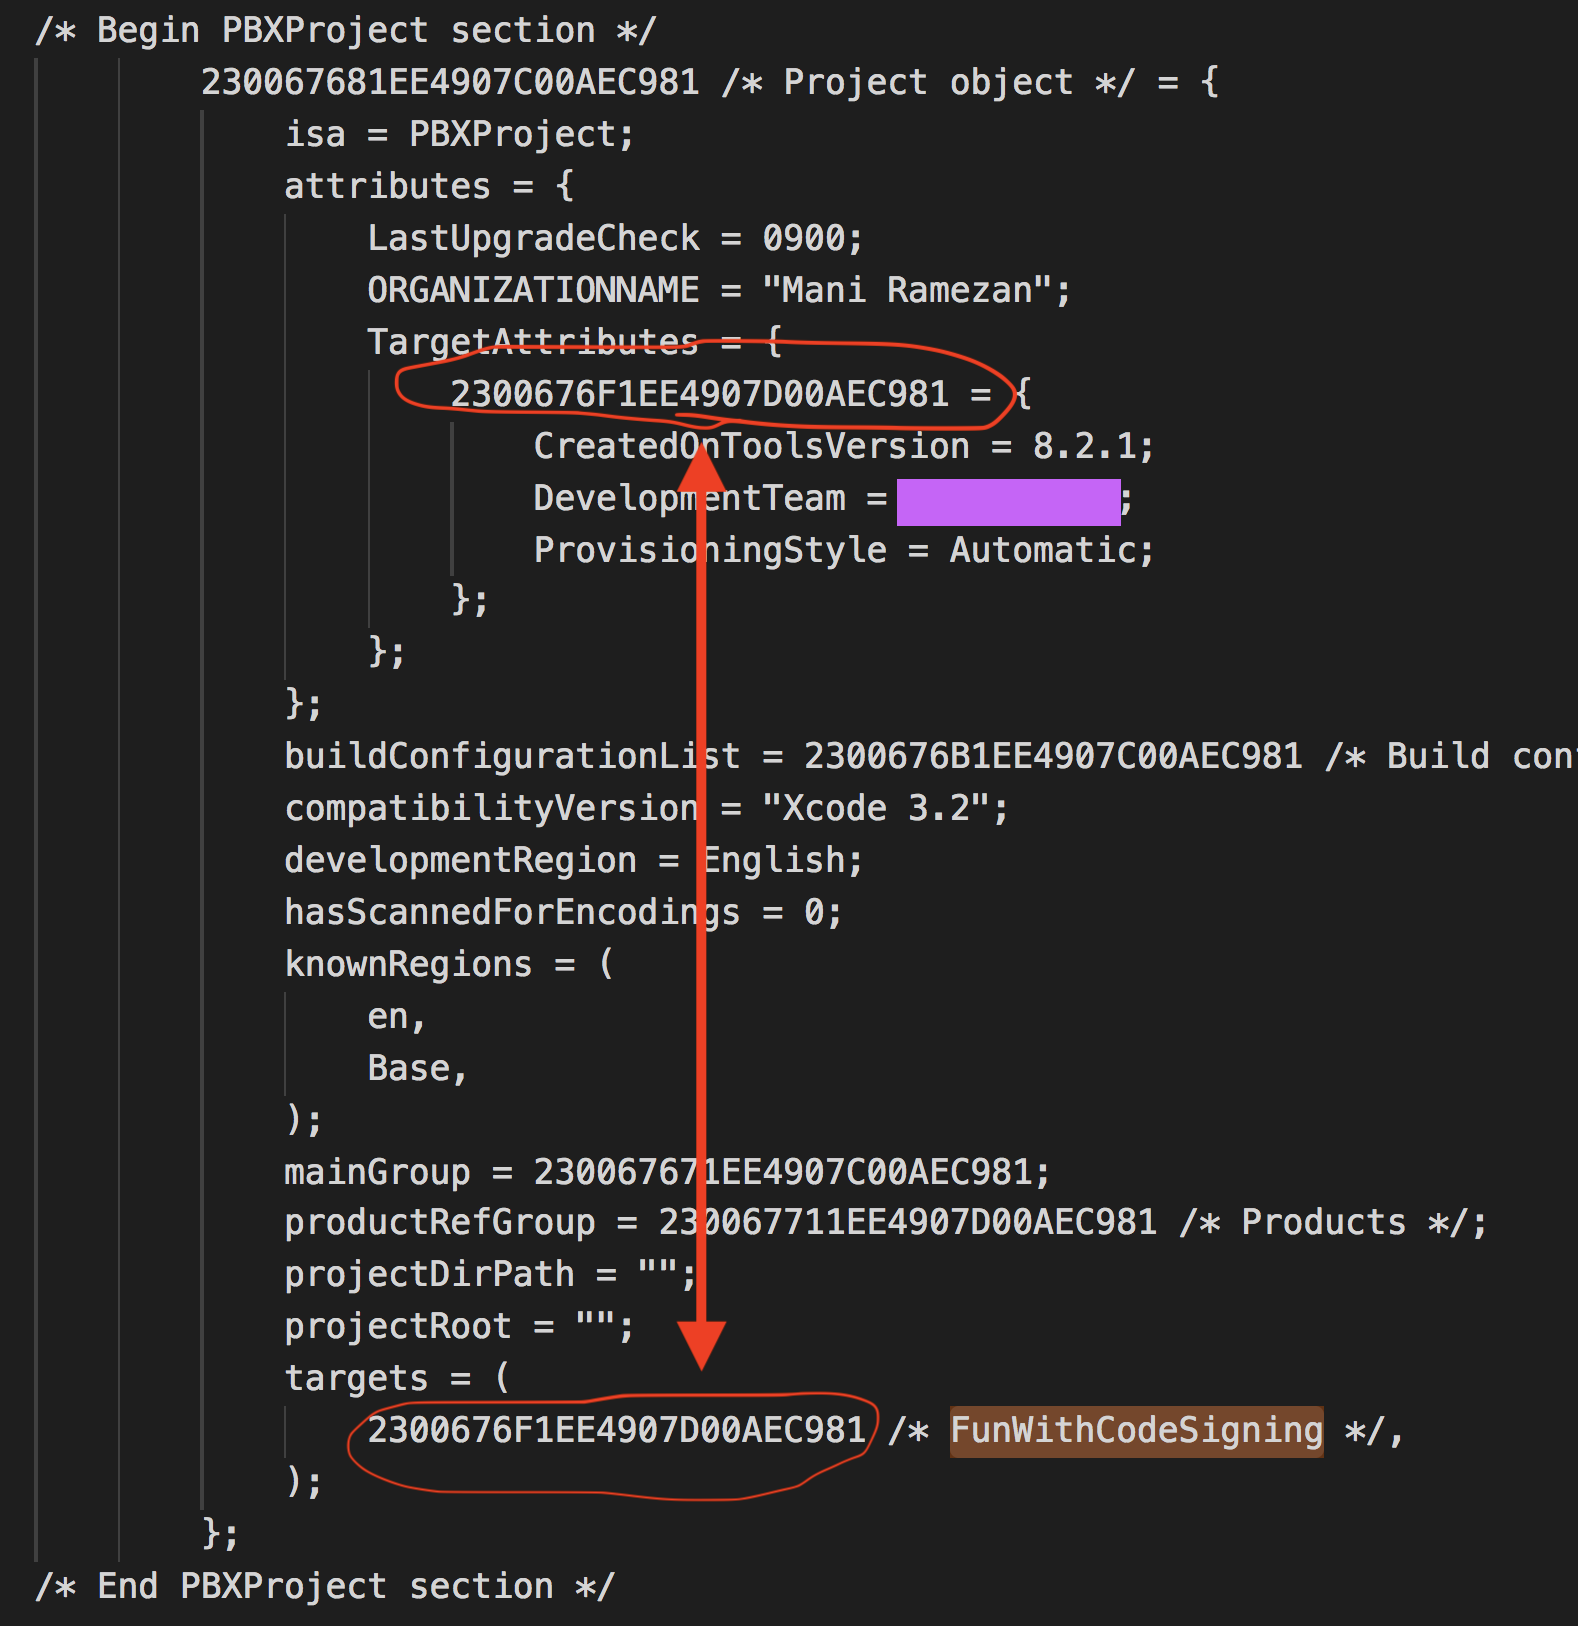 /* Begin PBXProject section */
230067681EE4907C00AEC981 /* Project object */ = {
isa = PBXProject;
attributes = {
LastUpgradeCheck = 0900;
ORGANIZATIONNAME = "Mani Ramezan";
TargetAttributes = {
2300676F1EE4907D00AEC981 = {
CreatedOnToolsVersion = 8.2.1;
DevelopmentTeam = ;
ProvisioningStyle = Automatic;
};
};
};
buildConfigurationList = 2300676B1EE4907C00AEC981 /* Build con
compatibilityVersion = "Xcode 3.2";
developmentRegion = English;
hasScannedForEncodings = 0;
knownRegions = (
en,
Base,
);
mainGroup = 230067671EE4907C00AEC981;
productRefGroup = 230067711EE4907D00AEC981 /* Products */;
projectDirPath = "";
projectRoot = "";
targets = (
2300676F1EE4907D00AEC981 /* FunWithCodeSigning */,
);
};
/* End PBXProject section */